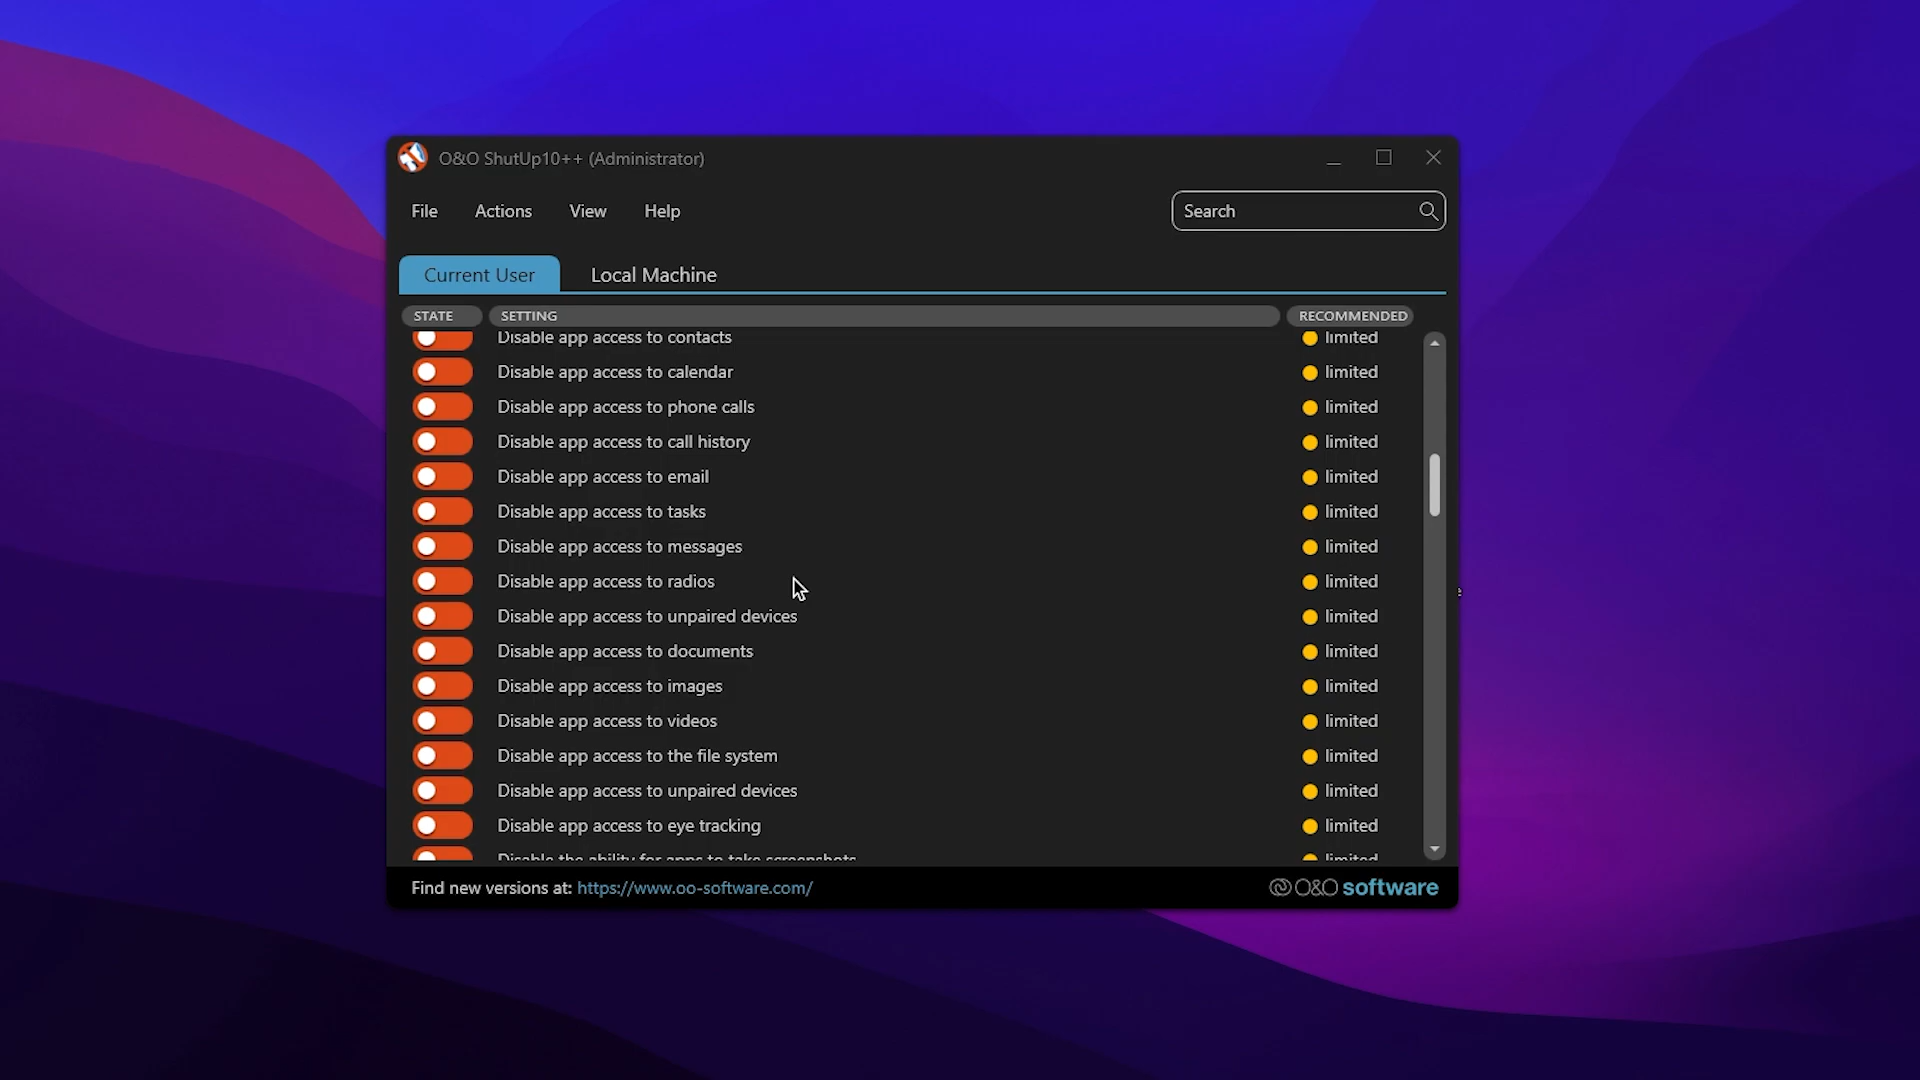 O&O ShutUp10++ (Administrator)
File Actions View Help Search
Current User Local Machine
STATE SETTING RECOMMENDED
Disable app access to contacts limited
Disable app access to calendar limited
Disable app access to phone calls limited
Disable app access to call history limited
Disable app access to email limited
Disable app access to tasks limited
Disable app access to messages limited
Disable app access to radios limited
Disable app access to unpaired devices limited
Disable app access to documents limited
Disable app access to images limited
Disable app access to videos limited
Disable app access to the file system limited
Disable app access to unpaired devices limited
Disable app access to eye tracking limited
Disable the ability for apps to take screenshots limited
Find new versions at: https://www.oo-software.com/ O&O software